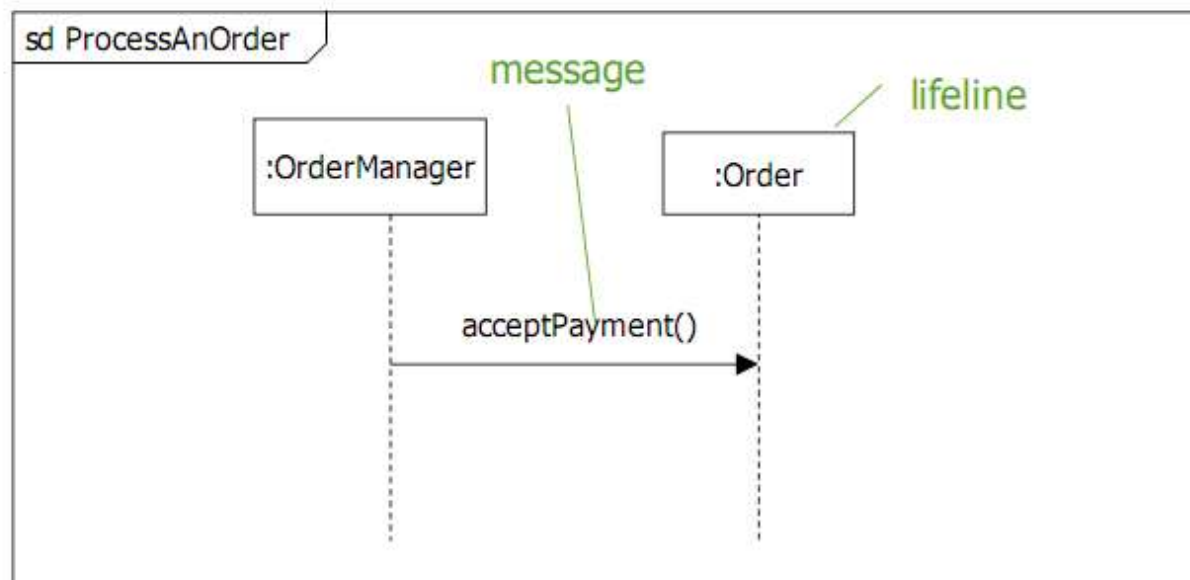 sd ProcessAnOrder
message
lifeline
:OrderManager
:Order
acceptPayment()